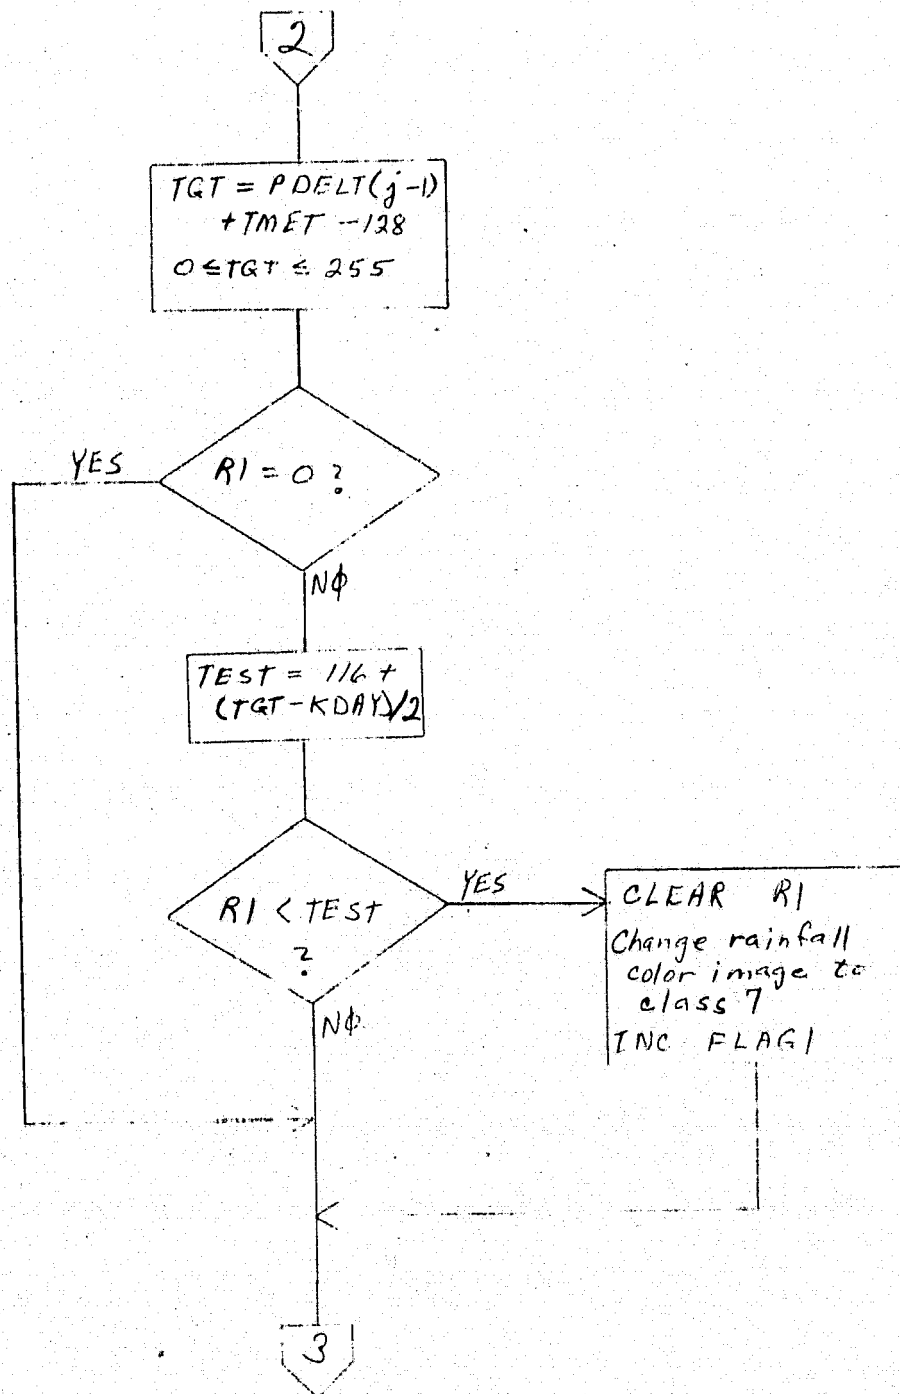 2
TGT = PDELT(j-1)
+ TMET - 128
0 ≤ TGT ≤ 255
R1 = 0 ?
YES
NØ
TEST = 116 +
(TGT-KDAY)/2
R1 < TEST
?
YES
CLEAR R1
Change rainfall
color image to
class 7
INC FLAG1
NØ
3